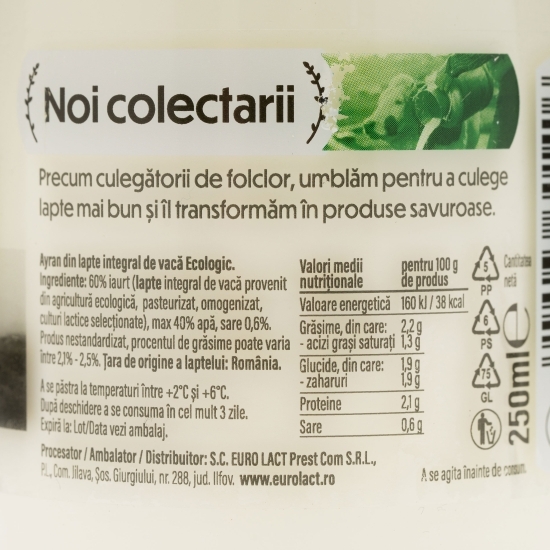 Noi colectarii
Precum culegătorii de folclor, umblăm pentru a culege
lapte mai bun și îl transformăm în produse savuroase.
Ayran din lapte integral de vacă Ecologic.
Ingrediente: 60% iaurt (lapte integral de vacă provenit
din agricultură ecologică, pasteurizat, omogenizat,
culturi lactice selecționate), max 40% apă, sare 0,6%.
Produs nestandardizat, procentul de grăsime poate varia
între 2,1% - 2,5%. Țara de origine a laptelui: România.
A se păstra la temperaturi între +2°C și +6°C.
După deschidere a se consuma în cel mult 3 zile.
Expiră la: Lot/Data vezi ambalaj.
Procesator / Ambalator / Distribuitor: S.C. EURO LACT Prest Com S.R.L.,
PL., Com. Jilava, Șos. Giurgiului, nr. 288, jud. Ilfov. www.eurolact.ro
Valori medii nutriționale pentru 100 g de produs
Valoare energetică 160 kJ / 38 kcal
Grăsime, din care: 2,2 g
- acizi grași saturați 1,3 g
Glucide, din care: 1,9 g
- zaharuri 1,9 g
Proteine 2,1 g
Sare 0,6 g
5
PP
6
PS
75
GL
Cantitatea
netă
250ml e
A se agita înainte de consum.